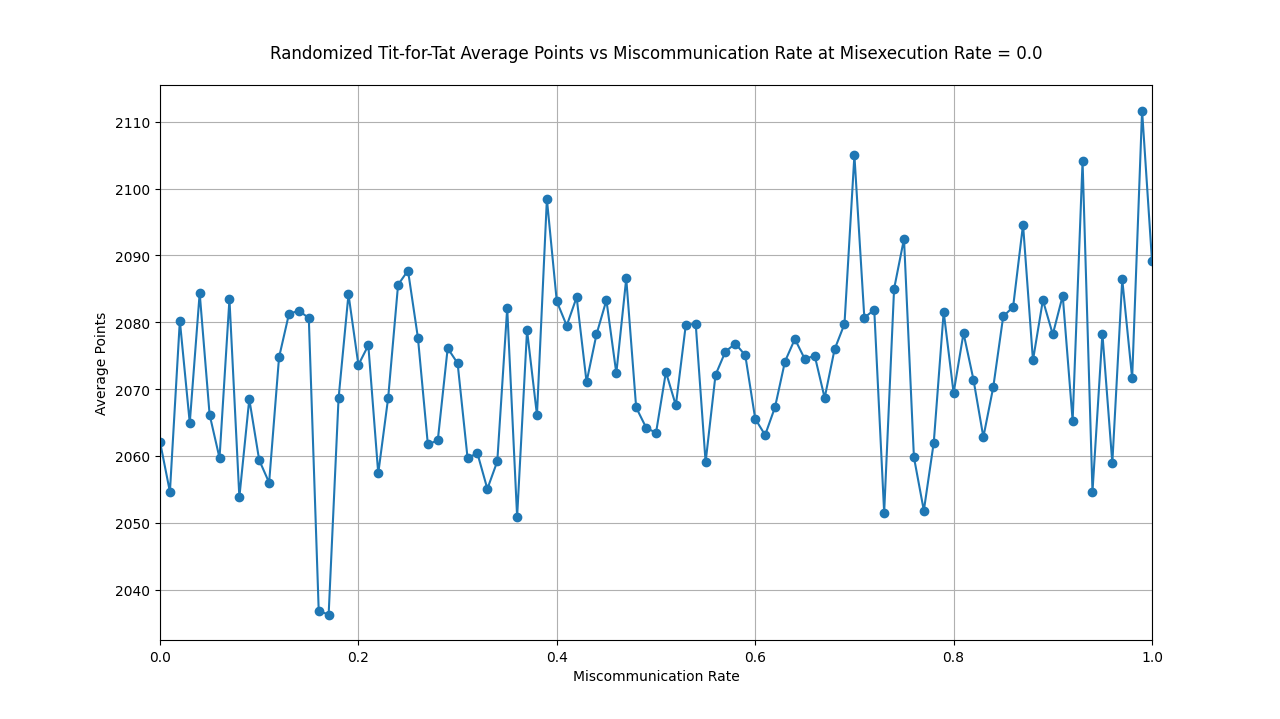 Randomized Tit-for-Tat Average Points vs Miscommunication Rate at Misexecution Rate = 0.0
2110
2100
2090
2080
2070
2060
2050
2040
Average Points
0.0 0.2 0.4 0.6 0.8 1.0
Miscommunication Rate